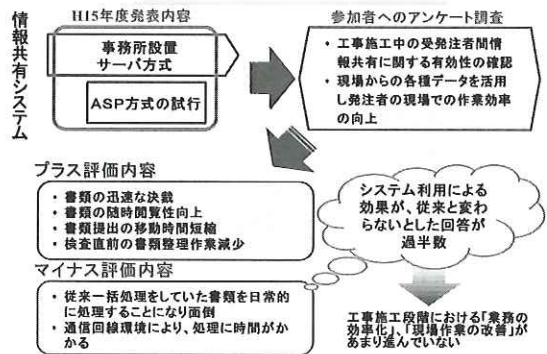 情報共有システム
H15年度発表内容
事務所設置
サーバ方式
ASP方式の試行
参加者へのアンケート調査
・ 工事施工中の受発注者間情
報共有に関する有効性の確認
・ 現場からの各種データを活用
し発注者の現場での作業効率
の向上
プラス評価内容
・ 書類の迅速な決裁
・ 書類の随時閲覧性向上
・ 書類提出の移動時間短縮
・ 検査直前の書類整理作業減少
マイナス評価内容
・ 従来一括処理をしていた書類を日常的
に処理することになり面倒
・ 通信回線環境により、処理に時間がか
かる
システム利用による
効果が、従来と変わ
らないとした回答が
過半数
工事施工段階における「業務の
効率化」、「現場作業の改善」が
あまり進んでいない